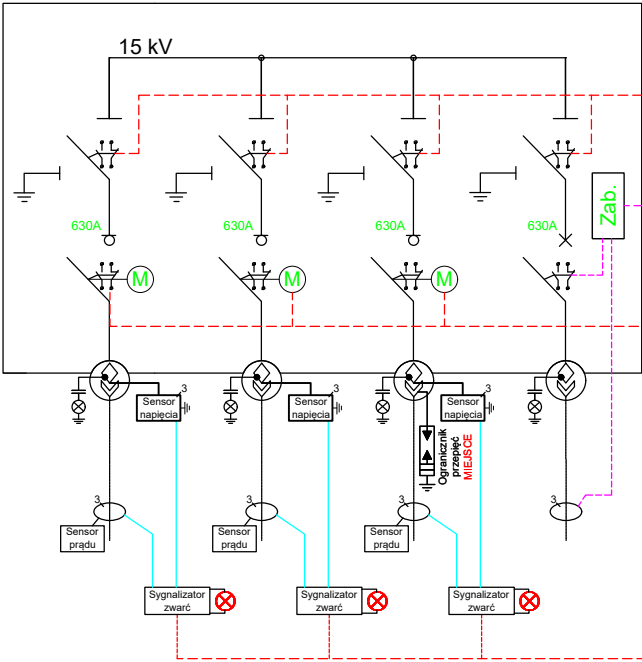 15 kV
630A
630A
630A
630A
Zab.
M
M
M
3
Sensor
napięcia
3
Sensor
napięcia
3
Sensor
napięcia
Ogranicznik
przepięć
MIEJSCE
3
Sensor
prądu
3
Sensor
prądu
3
Sensor
prądu
3
Sygnalizator
zwarć
Sygnalizator
zwarć
Sygnalizator
zwarć